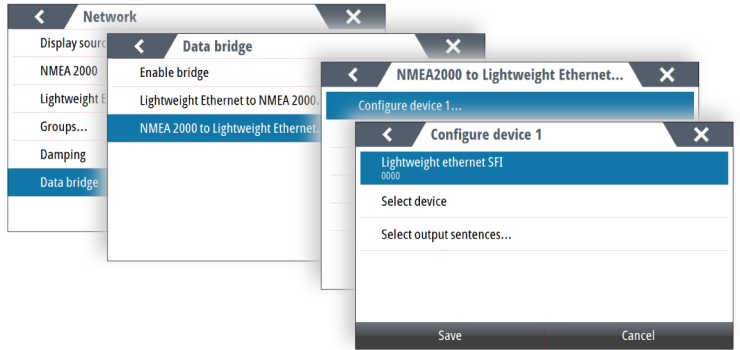 Network
Display sourc
NMEA 2000
Lightweight E
Groups...
Damping
Data bridge
Data bridge
Enable bridge
Lightweight Ethernet to NMEA 2000.
NMEA 2000 to Lightweight Ethernet.
NMEA2000 to Lightweight Ethernet...
Configure device 1...
Configure device 1
Lightweight ethernet SFI
0000
Select device
Select output sentences...
Save Cancel